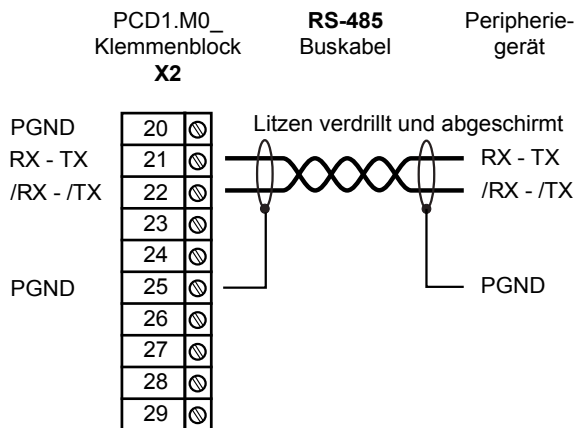 PCD1.M0_
Klemmenblock
X2
RS-485
Buskabel
Peripherie-
gerät
PGND 20 Litzen verdrillt und abgeschirmt
RX - TX 21 RX - TX
/RX - /TX 22 /RX - /TX
23
24
PGND 25 PGND
26
27
28
29